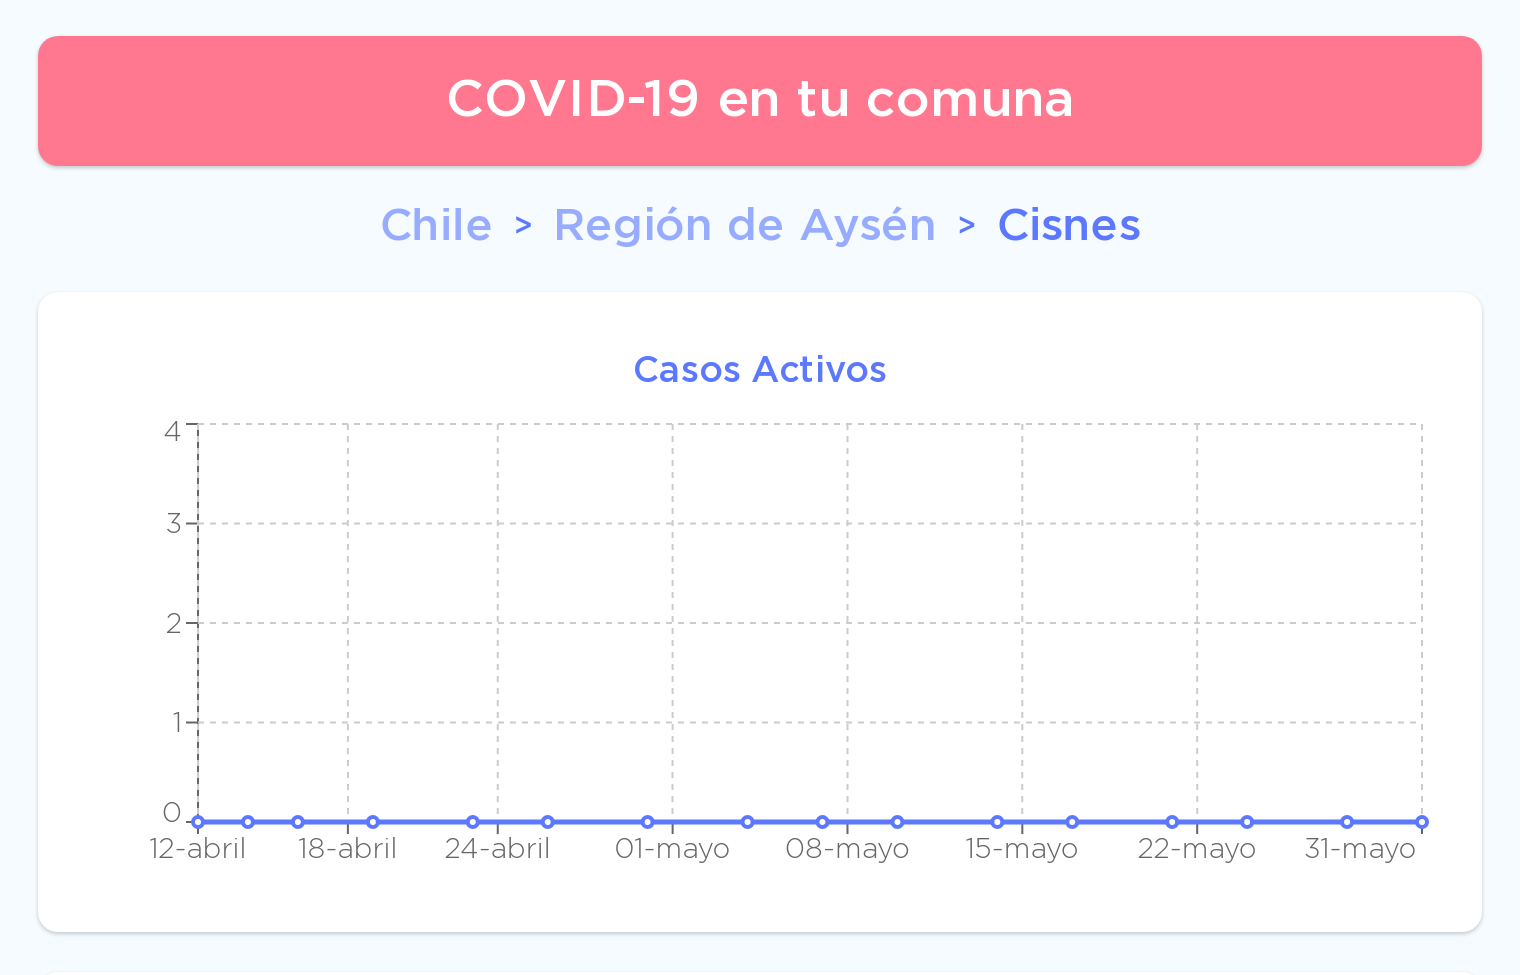 COVID-19 en tu comuna
Chile > Región de Aysén > Cisnes
Casos Activos
4
3
2
1
0
12-abril 18-abril 24-abril 01-mayo 08-mayo 15-mayo 22-mayo 31-mayo